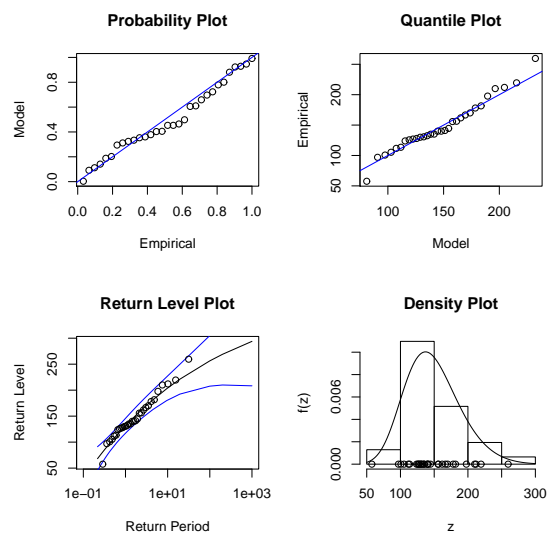 Probability Plot
Model
0.0 0.4 0.8
0.0 0.2 0.4 0.6 0.8 1.0
Empirical
Quantile Plot
Empirical
50 100 200
100 150 200
Model
Return Level Plot
Return Level
50 150 250
1e−01 1e+01 1e+03
Return Period
Density Plot
f(z)
0.000 0.006
50 100 200 300
z